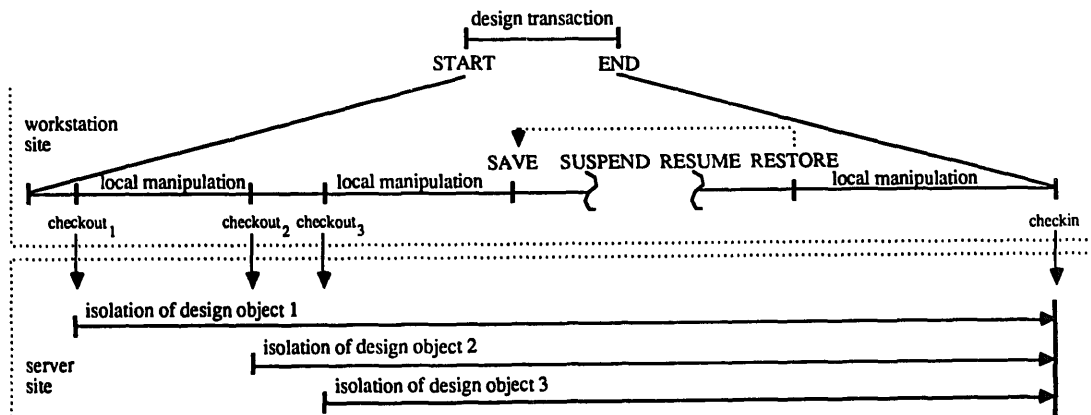 design transaction
START END
workstation
site
SAVE SUSPEND RESUME RESTORE
local manipulation local manipulation local manipulation
checkout1 checkout2 checkout3 checkin
isolation of design object 1
isolation of design object 2
server
site
isolation of design object 3